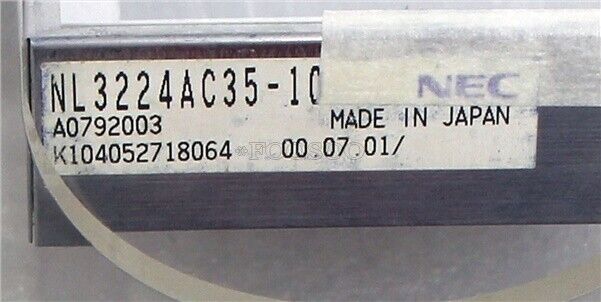 NL3224AC35-10 NEC
A0792003 MADE IN JAPAN
K104052718064 00.07.01/